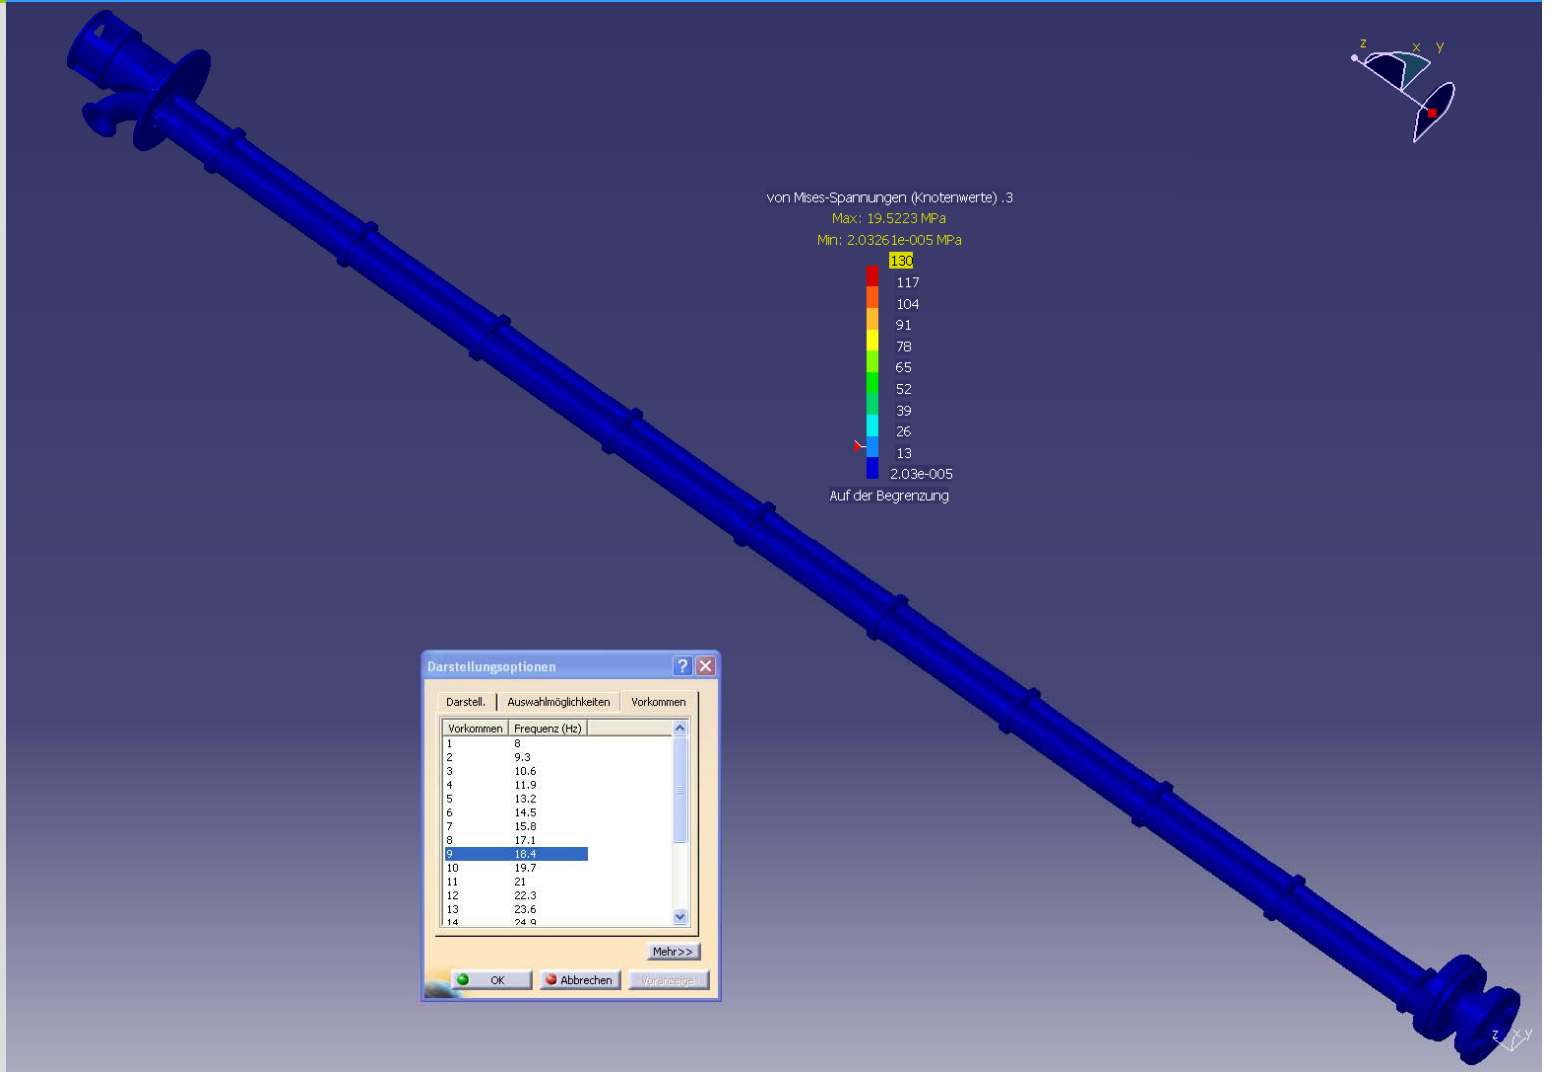 z x y
von Mises-Spannungen (Knotenwerte) .3
Max: 19.5223 MPa
Min: 2.03261e-005 MPa
130
117
104
91
78
65
52
39
26
13
2.03e-005
Auf der Begrenzung
Darstellungsoptionen
Darstell. Auswahlmöglichkeiten Vorkommen
Vorkommen Frequenz (Hz)
1 8
2 9.3
3 10.6
4 11.9
5 13.2
6 14.5
7 15.8
8 17.1
9 18.4
10 19.7
11 21
12 22.3
13 23.6
14 24.9
Mehr>>
OK Abbrechen Voranzeige
z x y